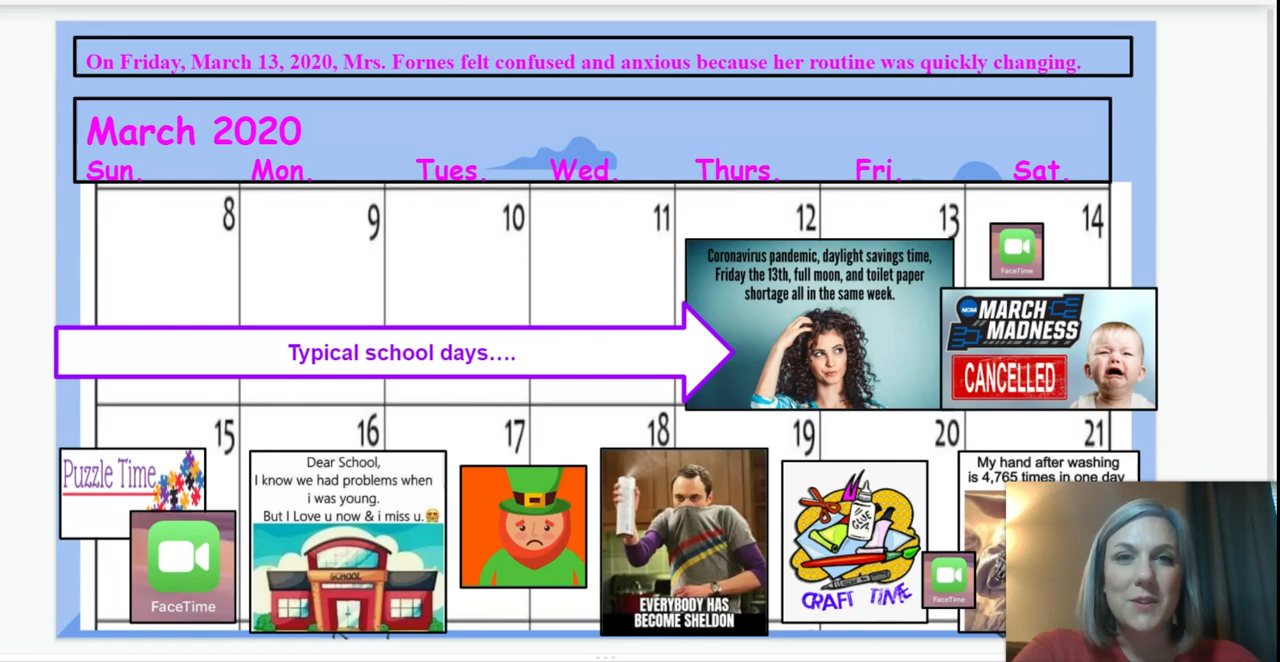 On Friday, March 13, 2020, Mrs. Fornes felt confused and anxious because her routine was quickly changing.
March 2020
Sun. Mon. Tues. Wed. Thurs. Fri. Sat.
8 9 10 11 12 13 14
Coronavirus pandemic, daylight savings time,
Friday the 13th, full moon, and toilet paper
shortage all in the same week.
FaceTime
NCAA MARCH
MADNESS
CANCELLED
Typical school days....
15 16 17 18 19 20 21
Puzzle Time
FaceTime
Dear School,
I know we had problems when
i was young.
But I Love u now & i miss u.
SCHOOL
EVERYBODY HAS
BECOME SHELDON
GLUE
CRAFT TIME
FaceTime
My hand after washing
is 4,765 times in one day